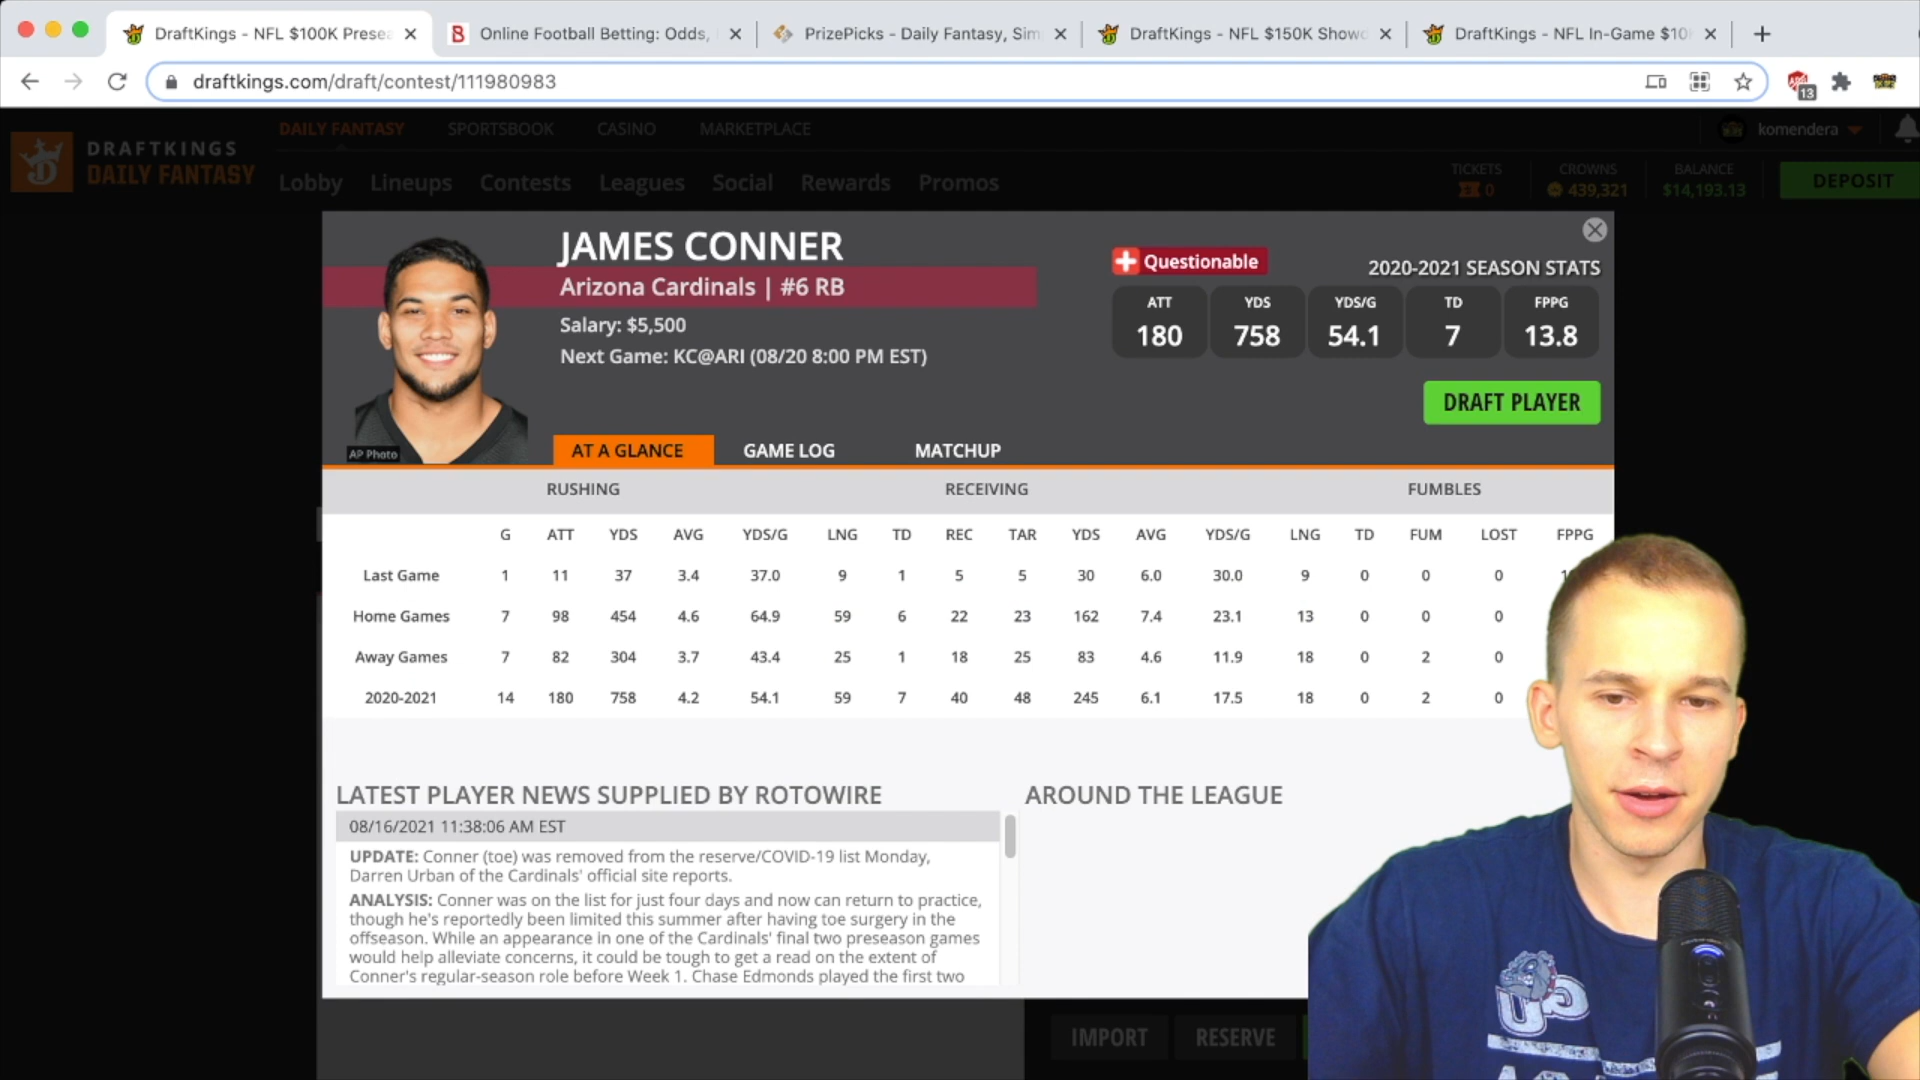 DraftKings - NFL $100K Prese
Online Football Betting: Odds,
PrizePicks - Daily Fantasy, Sim
DraftKings - NFL $150K Show
DraftKings - NFL In-Game $10
draftkings.com/draft/contest/111980983
13
DRAFTKINGS
DAILY FANTASY
DAILY FANTASY
SPORTSBOOK
CASINO
MARKETPLACE
komendera
Lobby
Lineups
Contests
Leagues
Social
Rewards
Promos
TICKETS
0
CROWNS
439,321
BALANCE
$14,193.13
DEPOSIT
JAMES CONNER
Arizona Cardinals | #6 RB
Salary: $5,500
Next Game: KC@ARI (08/20 8:00 PM EST)
AP Photo
Questionable
2020-2021 SEASON STATS
ATT YDS YDS/G TD FPPG
180 758 54.1 7 13.8
DRAFT PLAYER
AT A GLANCE
GAME LOG
MATCHUP
RUSHING RECEIVING FUMBLES
G ATT YDS AVG YDS/G LNG TD REC TAR YDS AVG YDS/G LNG TD FUM LOST FPPG
Last Game 1 11 37 3.4 37.0 9 1 5 5 30 6.0 30.0 9 0 0 0
Home Games 7 98 454 4.6 64.9 59 6 22 23 162 7.4 23.1 13 0 0 0
Away Games 7 82 304 3.7 43.4 25 1 18 25 83 4.6 11.9 18 0 2 0
2020-2021 14 180 758 4.2 54.1 59 7 40 48 245 6.1 17.5 18 0 2 0
LATEST PLAYER NEWS SUPPLIED BY ROTOWIRE
08/16/2021 11:38:06 AM EST
UPDATE: Conner (toe) was removed from the reserve/COVID-19 list Monday,
Darren Urban of the Cardinals' official site reports.
ANALYSIS: Conner was on the list for just four days and now can return to practice,
though he's reportedly been limited this summer after having toe surgery in the
offseason. While an appearance in one of the Cardinals' final two preseason games
would help alleviate concerns, it could be tough to get a read on the extent of
Conner's regular-season role before Week 1. Chase Edmonds played the first two
AROUND THE LEAGUE
IMPORT
RESERVE